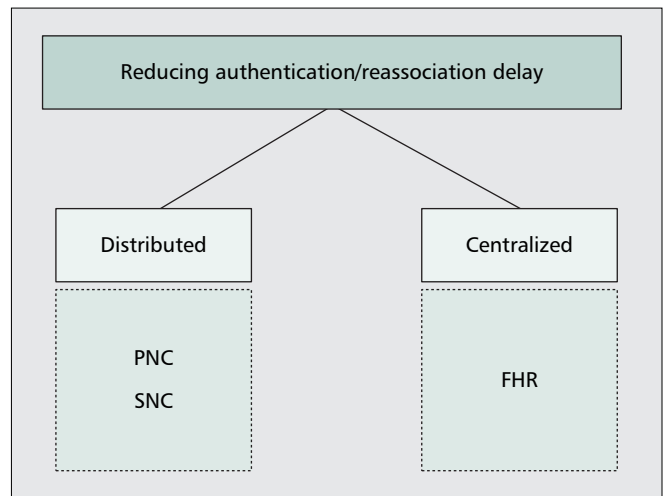 Reducing authentication/reassociation delay
Distributed
Centralized
PNC
SNC
FHR